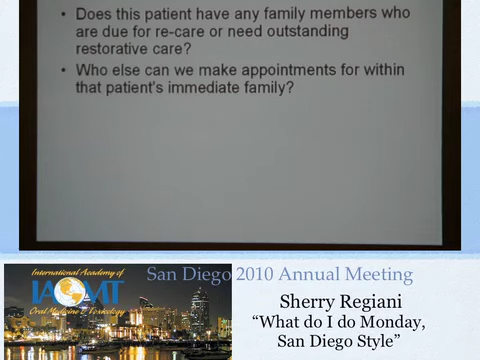 • Does this patient have any family members who
are due for re-care or need outstanding
restorative care?
• Who else can we make appointments for within
that patient's immediate family?
International Academy of
IAOMT
Oral Medicine & Toxicology
San Diego 2010 Annual Meeting
Sherry Regiani
“What do I do Monday,
San Diego Style”